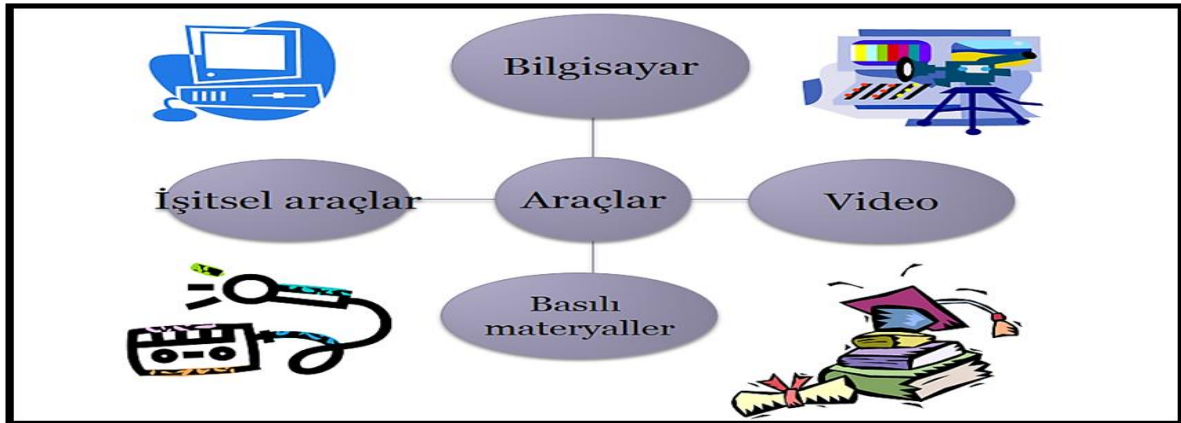 Bilgisayar
İşitsel araçlar
Araçlar
Video
Basılı
materyaller